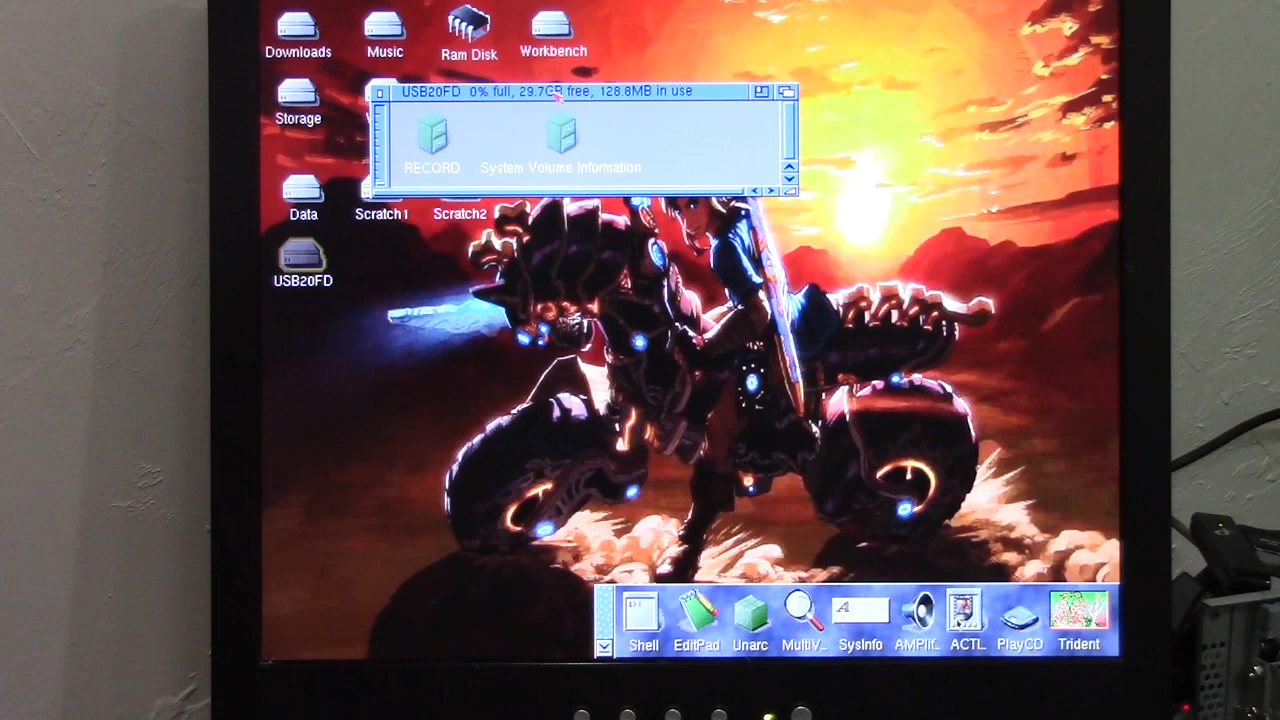 Downloads
Music
Ram Disk
Workbench
Storage
USB20FD 0% full, 29.7GB free, 128.8MB in use
RECORD
System Volume Information
Data
Scratch1
Scratch2
USB20FD
Shell
EditPad
Unarc
MultiV...
SysInfo
AMPlif...
ACTI...
PlayCD
Trident